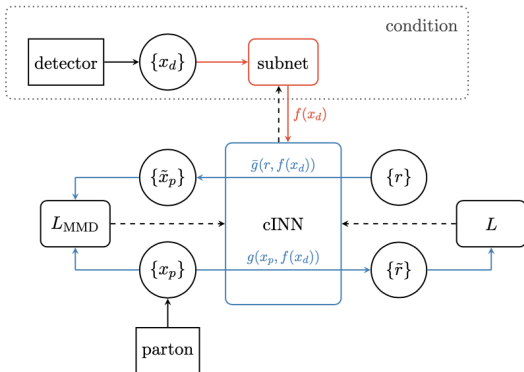 condition
detector
{x_d}
subnet
f(x_d)
{x̃_p}
ḡ(r, f(x_d))
{r}
L_MMD
cINN
L
{x_p}
g(x_p, f(x_d))
{r̃}
parton